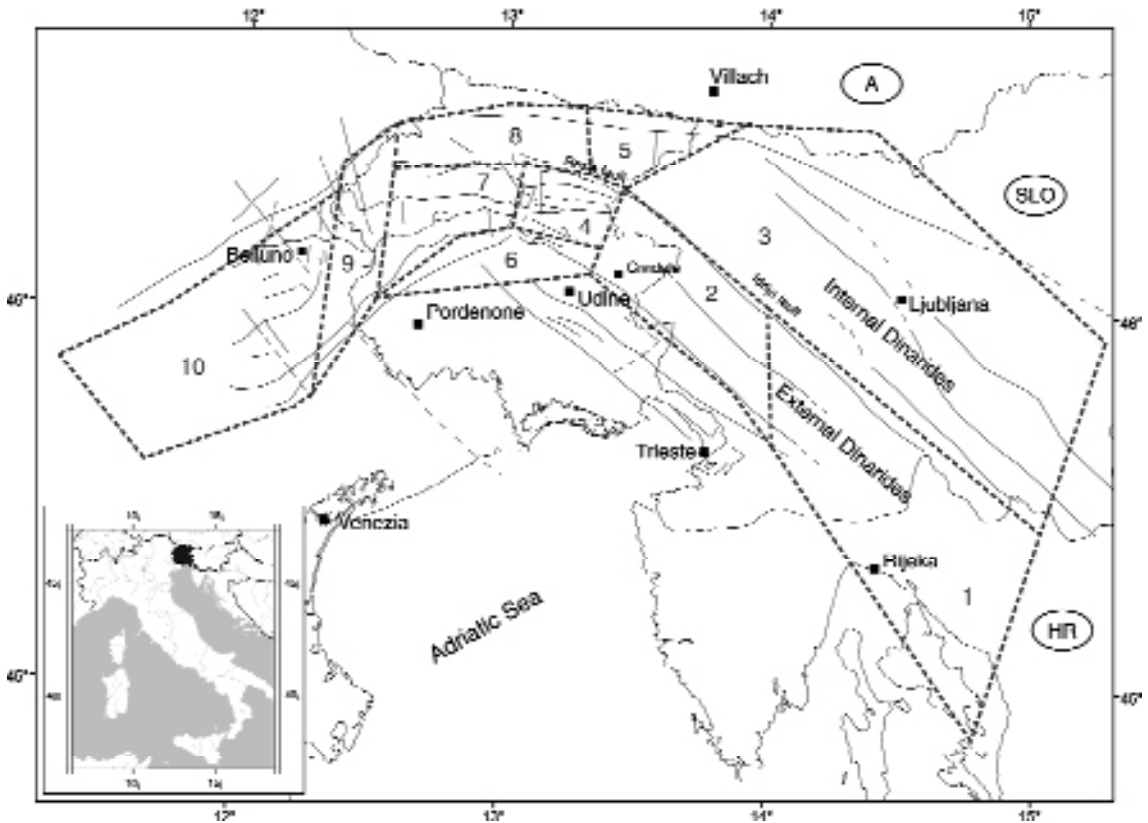 12° 13° 14° 15°
Villach
A
8
5
SLO
7
4
3
Belluno
9
6
2
Udine
Idrija fault
Internal Dinarides
Ljubljana
46° 46°
Pordenone
10
External Dinarides
Trieste
Venezia
Rijeka
1
HR
Adriatic Sea
45° 45°
12° 13° 14° 15°